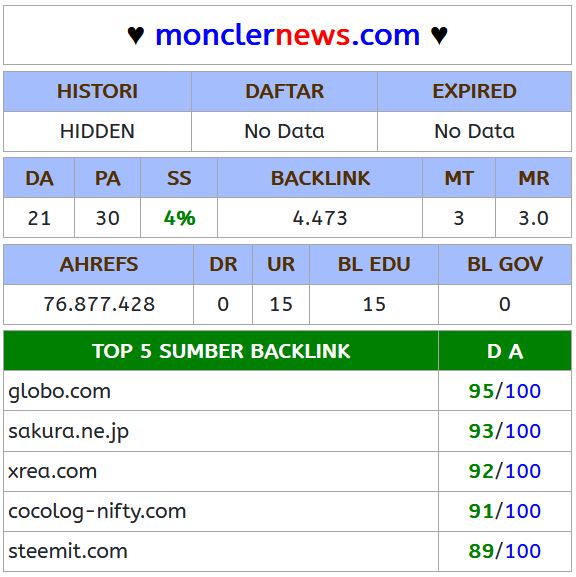 ♥ monclernews.com ♥
HISTORI DAFTAR EXPIRED
HIDDEN No Data No Data
DA PA SS BACKLINK MT MR
21 30 4% 4.473 3 3.0
AHREFS DR UR BL EDU BL GOV
76.877.428 0 15 15 0
TOP 5 SUMBER BACKLINK D A
globo.com 95/100
sakura.ne.jp 93/100
xrea.com 92/100
cocolog-nifty.com 91/100
steemit.com 89/100